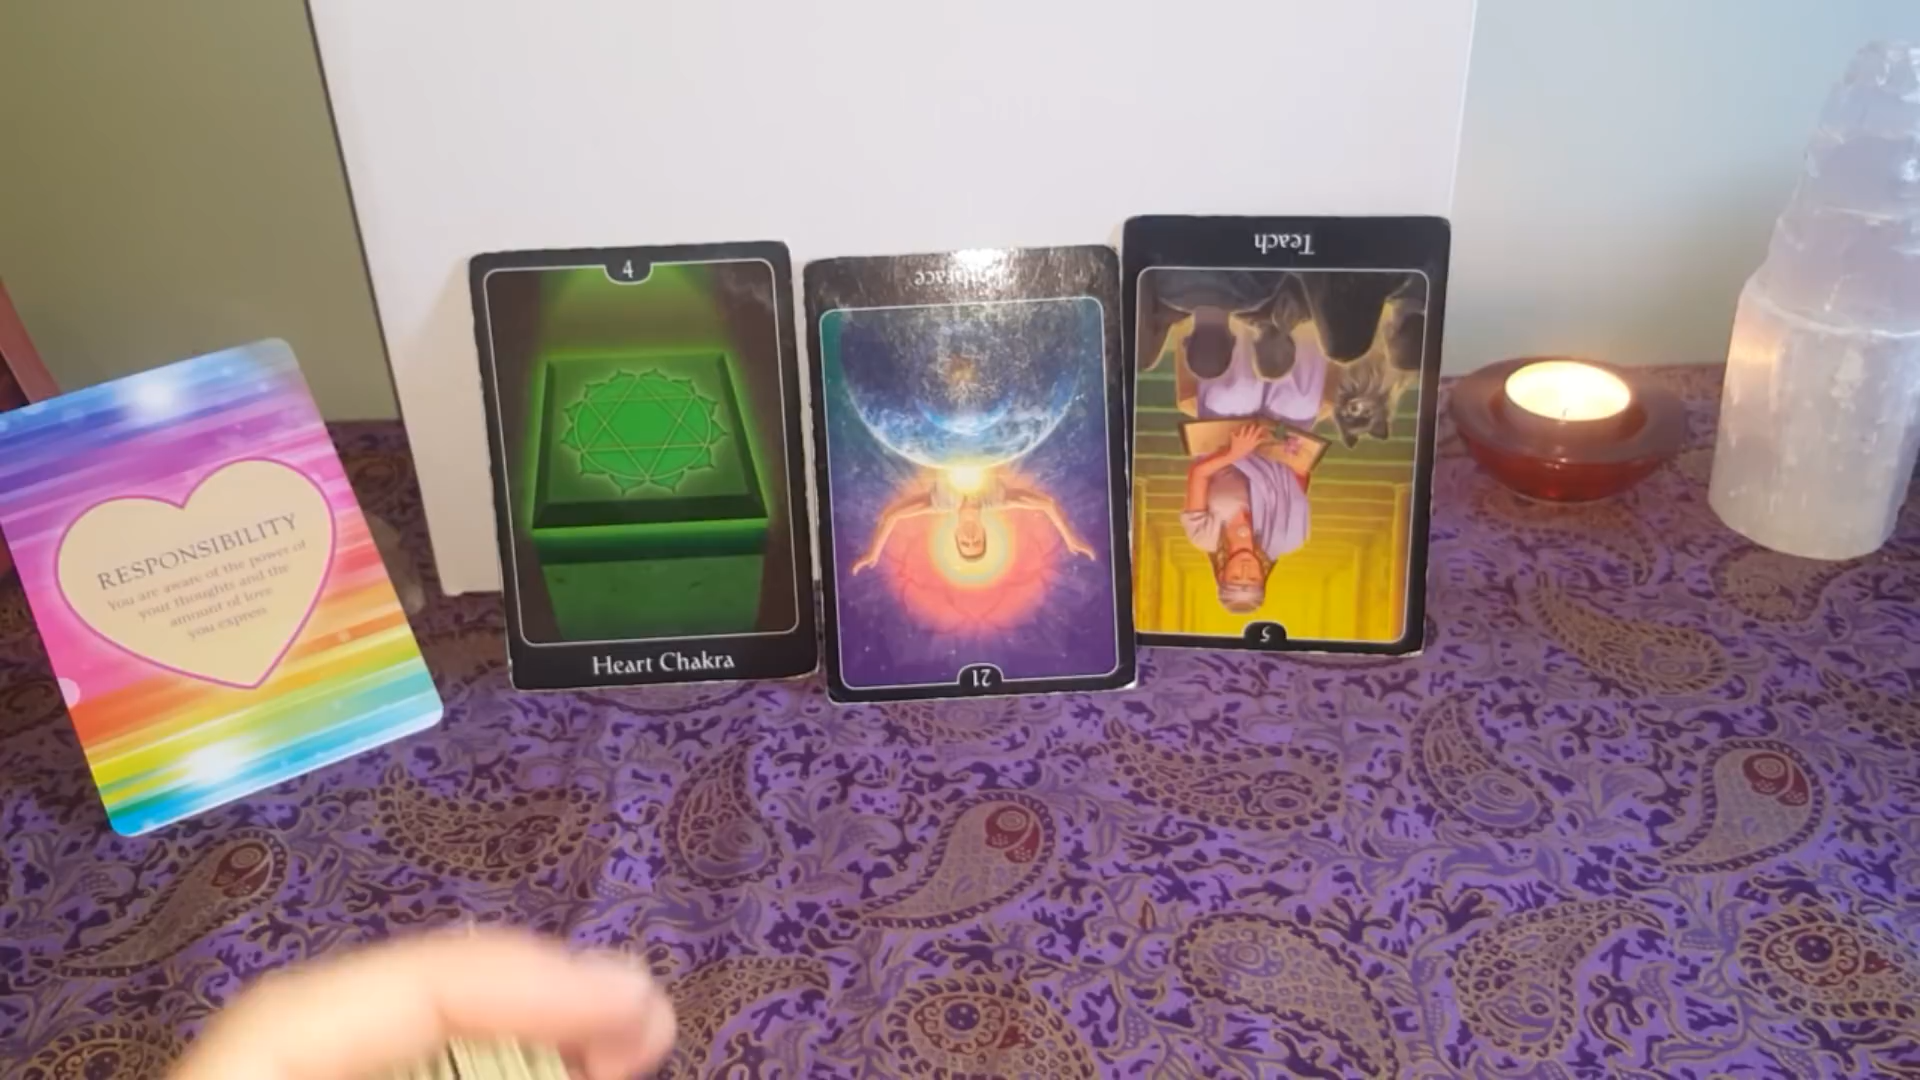 RESPONSIBILITY
You are aware of the power of
your thoughts and the
amount of love
you express
4
Heart Chakra
Embrace
21
Teach
5